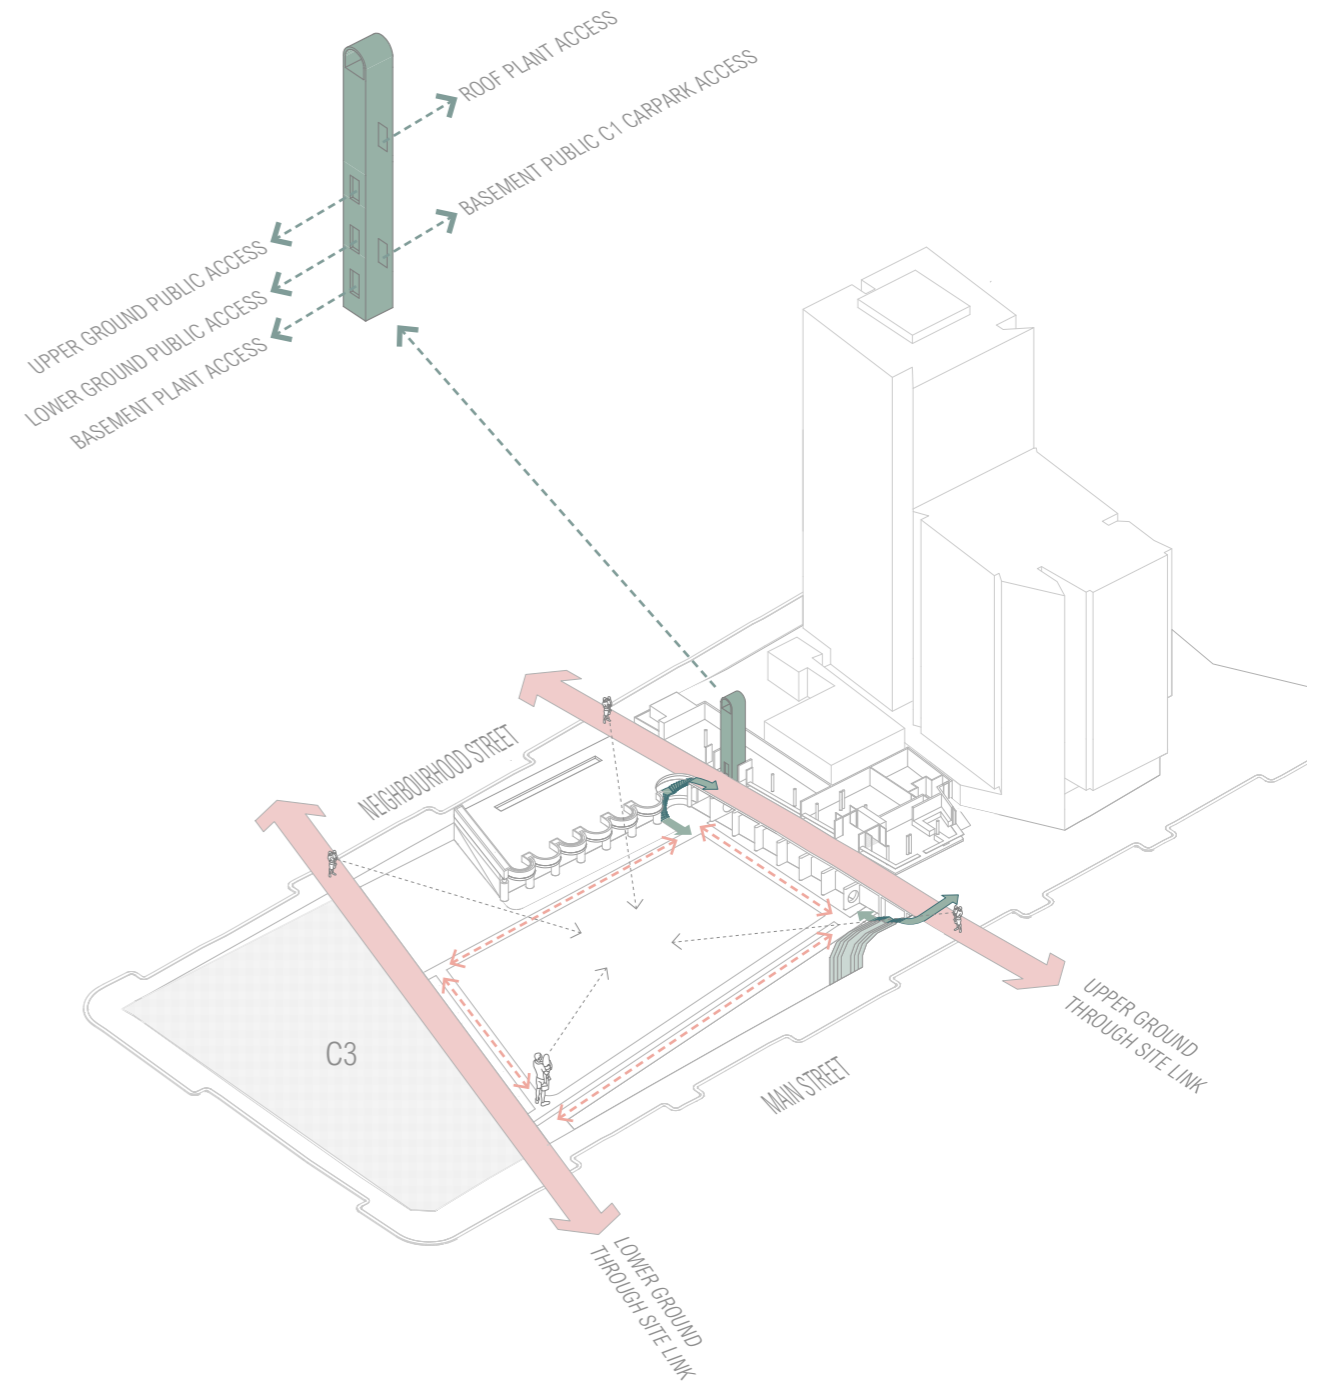 ROOF PLANT ACCESS
BASEMENT PUBLIC C1 CARPARK ACCESS
UPPER GROUND PUBLIC ACCESS
LOWER GROUND PUBLIC ACCESS
BASEMENT PLANT ACCESS
NEIGHBOURHOOD STREET
C3
MAIN STREET
UPPER GROUND
THROUGH SITE LINK
LOWER GROUND
THROUGH SITE LINK